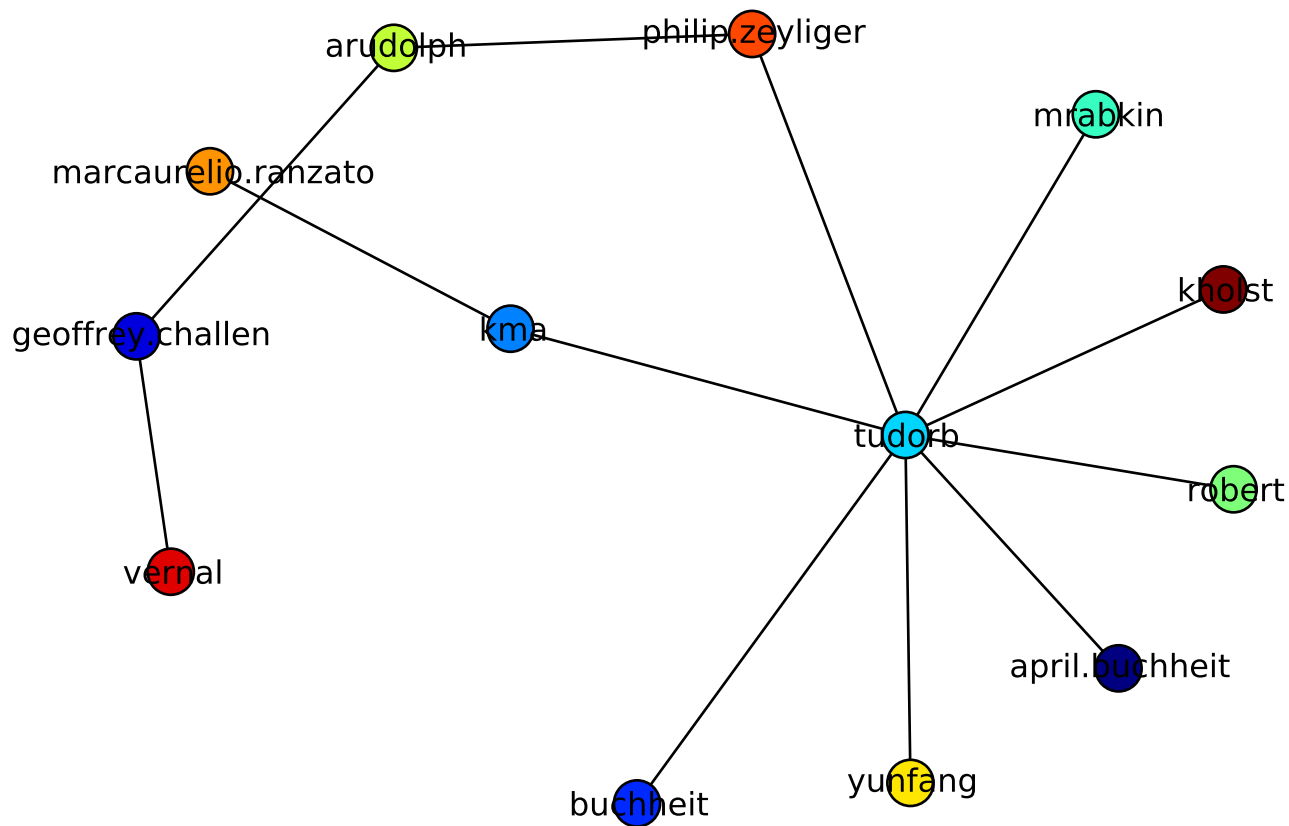 philip.zeyliger
arudolph
mrabkin
marcaurelio.ranzato
kholst
kma
geoffrey.challen
tudorb
robert
vernal
april.buchheit
yunfang
buchheit